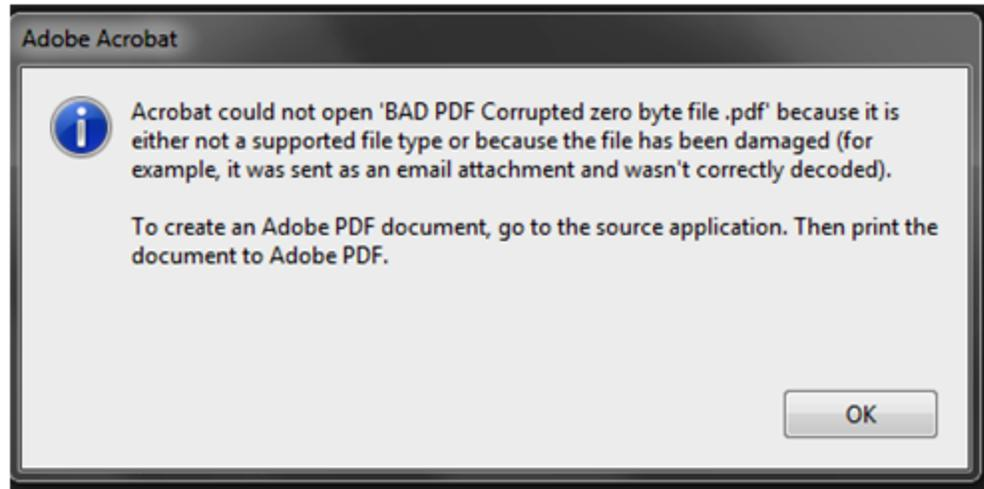 Adobe Acrobat
Acrobat could not open 'BAD PDF Corrupted zero byte file .pdf' because it is
either not a supported file type or because the file has been damaged (for
example, it was sent as an email attachment and wasn't correctly decoded).
To create an Adobe PDF document, go to the source application. Then print the
document to Adobe PDF.
OK